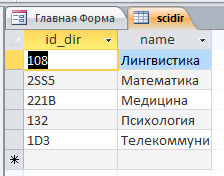 Главная Форма scidir
id_dir name
108 Лингвистика
2SS5 Математика
221B Медицина
132 Психология
1D3 Телекоммуни